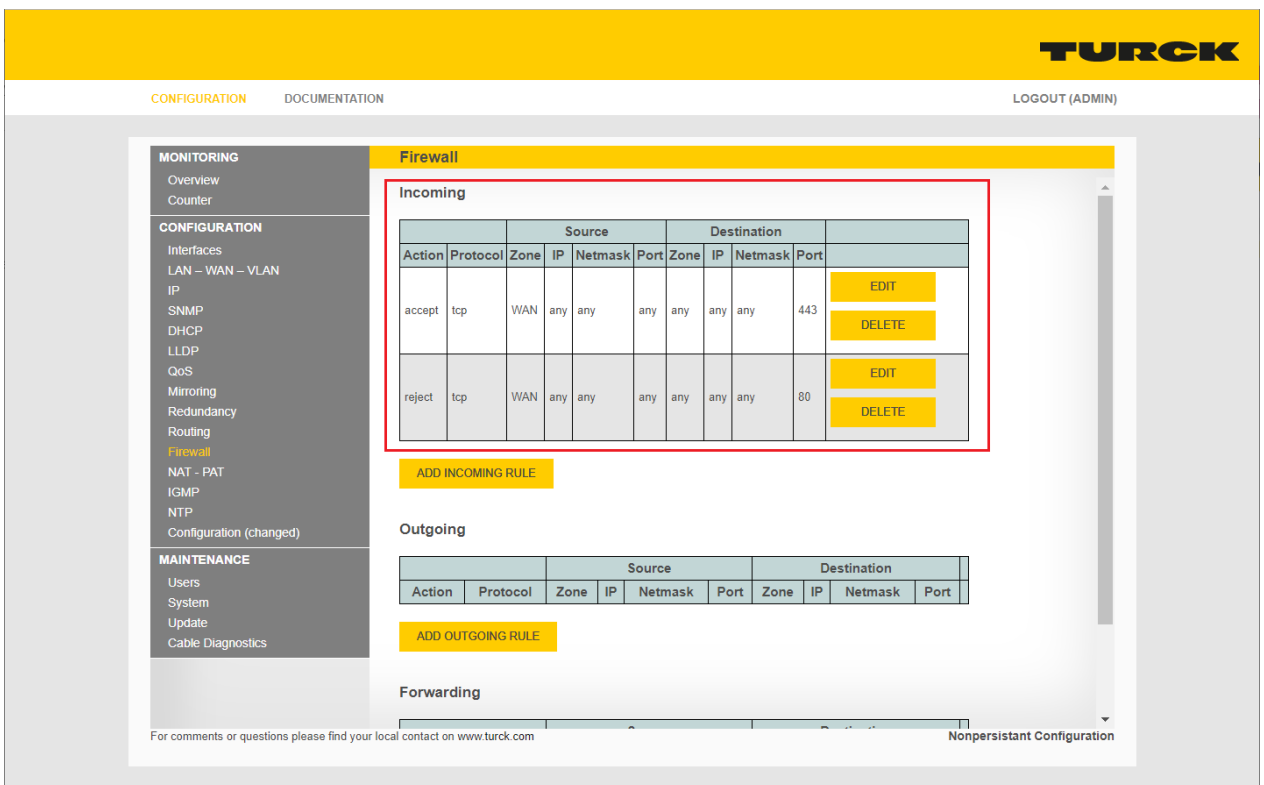 TURCK
CONFIGURATION DOCUMENTATION LOGOUT (ADMIN)
MONITORING
Overview
Counter
CONFIGURATION
Interfaces
LAN – WAN – VLAN
IP
SNMP
DHCP
LLDP
QoS
Mirroring
Redundancy
Routing
Firewall
NAT - PAT
IGMP
NTP
Configuration (changed)
MAINTENANCE
Users
System
Update
Cable Diagnostics
Firewall
Incoming
Source Destination
Action Protocol Zone IP Netmask Port Zone IP Netmask Port
accept tcp WAN any any any any any any 443
EDIT
DELETE
reject tcp WAN any any any any any any 80
EDIT
DELETE
ADD INCOMING RULE
Outgoing
Source Destination
Action Protocol Zone IP Netmask Port Zone IP Netmask Port
ADD OUTGOING RULE
Forwarding
For comments or questions please find your local contact on www.turck.com Nonpersistant Configuration